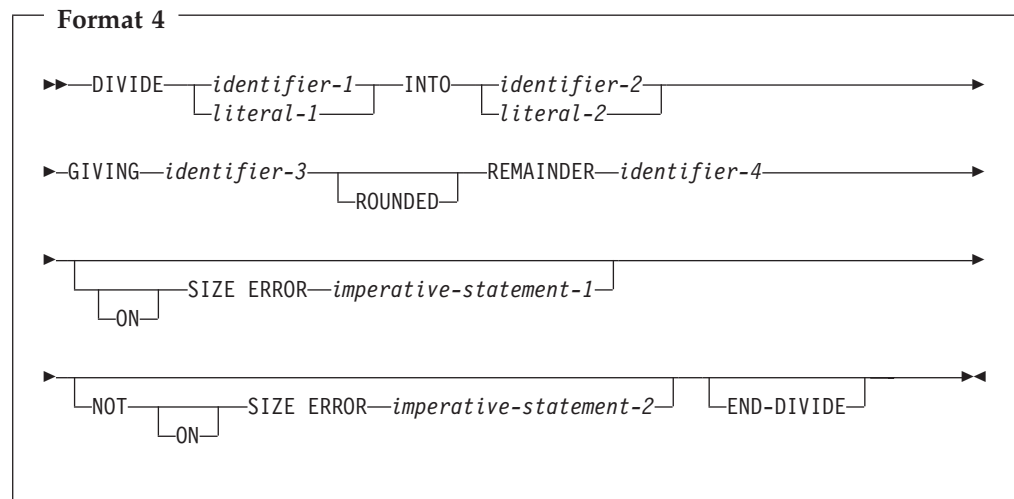 Format 4
DIVIDE identifier-1 INTO identifier-2
literal-1 literal-2
GIVING identifier-3 REMAINDER identifier-4
ROUNDED
SIZE ERROR imperative-statement-1
ON
NOT SIZE ERROR imperative-statement-2 END-DIVIDE
ON